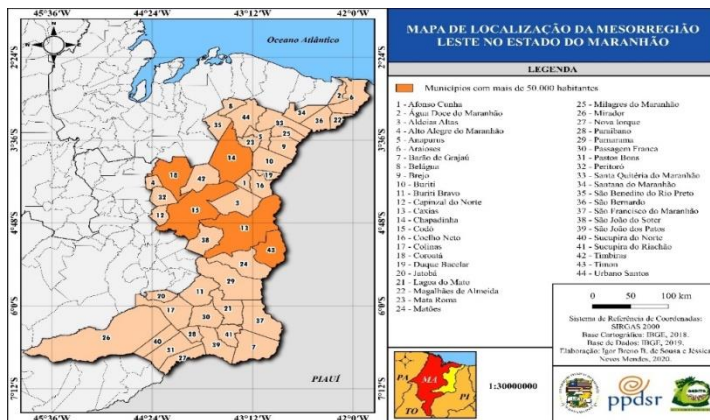 MAPA DE LOCALIZAÇÃO DA MESORREGIÃO
LESTE NO ESTADO DO MARANHÃO
LEGENDA
Municípios com mais de 50.000 habitantes
1 - Afonso Cunha
2 - Água Doce do Maranhão
3 - Aldeias Altas
4 - Alto Alegre do Maranhão
5 - Anapurus
6 - Araioses
7 - Barão de Grajaú
8 - Belágua
9 - Brejo
10 - Buriti
11 - Buriti Bravo
12 - Capinzal do Norte
13 - Caxias
14 - Chapadinha
15 - Codó
16 - Coelho Neto
17 - Colinas
18 - Coroatá
19 - Duque Bacelar
20 - Jatobá
21 - Lagoa do Mato
22 - Magalhães de Almeida
23 - Mata Roma
24 - Matões
25 - Milagres do Maranhão
26 - Mirador
27 - Nova Iorque
28 - Paraibano
29 - Parnarama
30 - Passagem Franca
31 - Pastos Bons
32 - Peritoró
33 - Santa Quitéria do Maranhão
34 - Santana do Maranhão
35 - São Benedito do Rio Preto
36 - São Bernardo
37 - São Francisco do Maranhão
38 - São João do Soter
39 - São João dos Patos
40 - Sucupira do Norte
41 - Sucupira do Riachão
42 - Timbiras
43 - Timon
44 - Urbano Santos
45°36'W 44°24'W 43°12'W 42°0'W
2°24'S
3°36'S
4°48'S
6°0'S
7°12'S
Oceano Atlântico
PIAUÍ
45°36'W 44°24'W 43°12'W 42°0'W
0 50 100 km
Sistema de Referência de Coordenadas:
SIRGAS 2000
Base Cartográfica: IBGE, 2018.
Base de Dados: IBGE, 2019.
Elaboração: Igor Breno B. de Sousa e Jéssica
Neves Mendes, 2020.
PA
MA
PI
TO
1:30000000
ppdsr